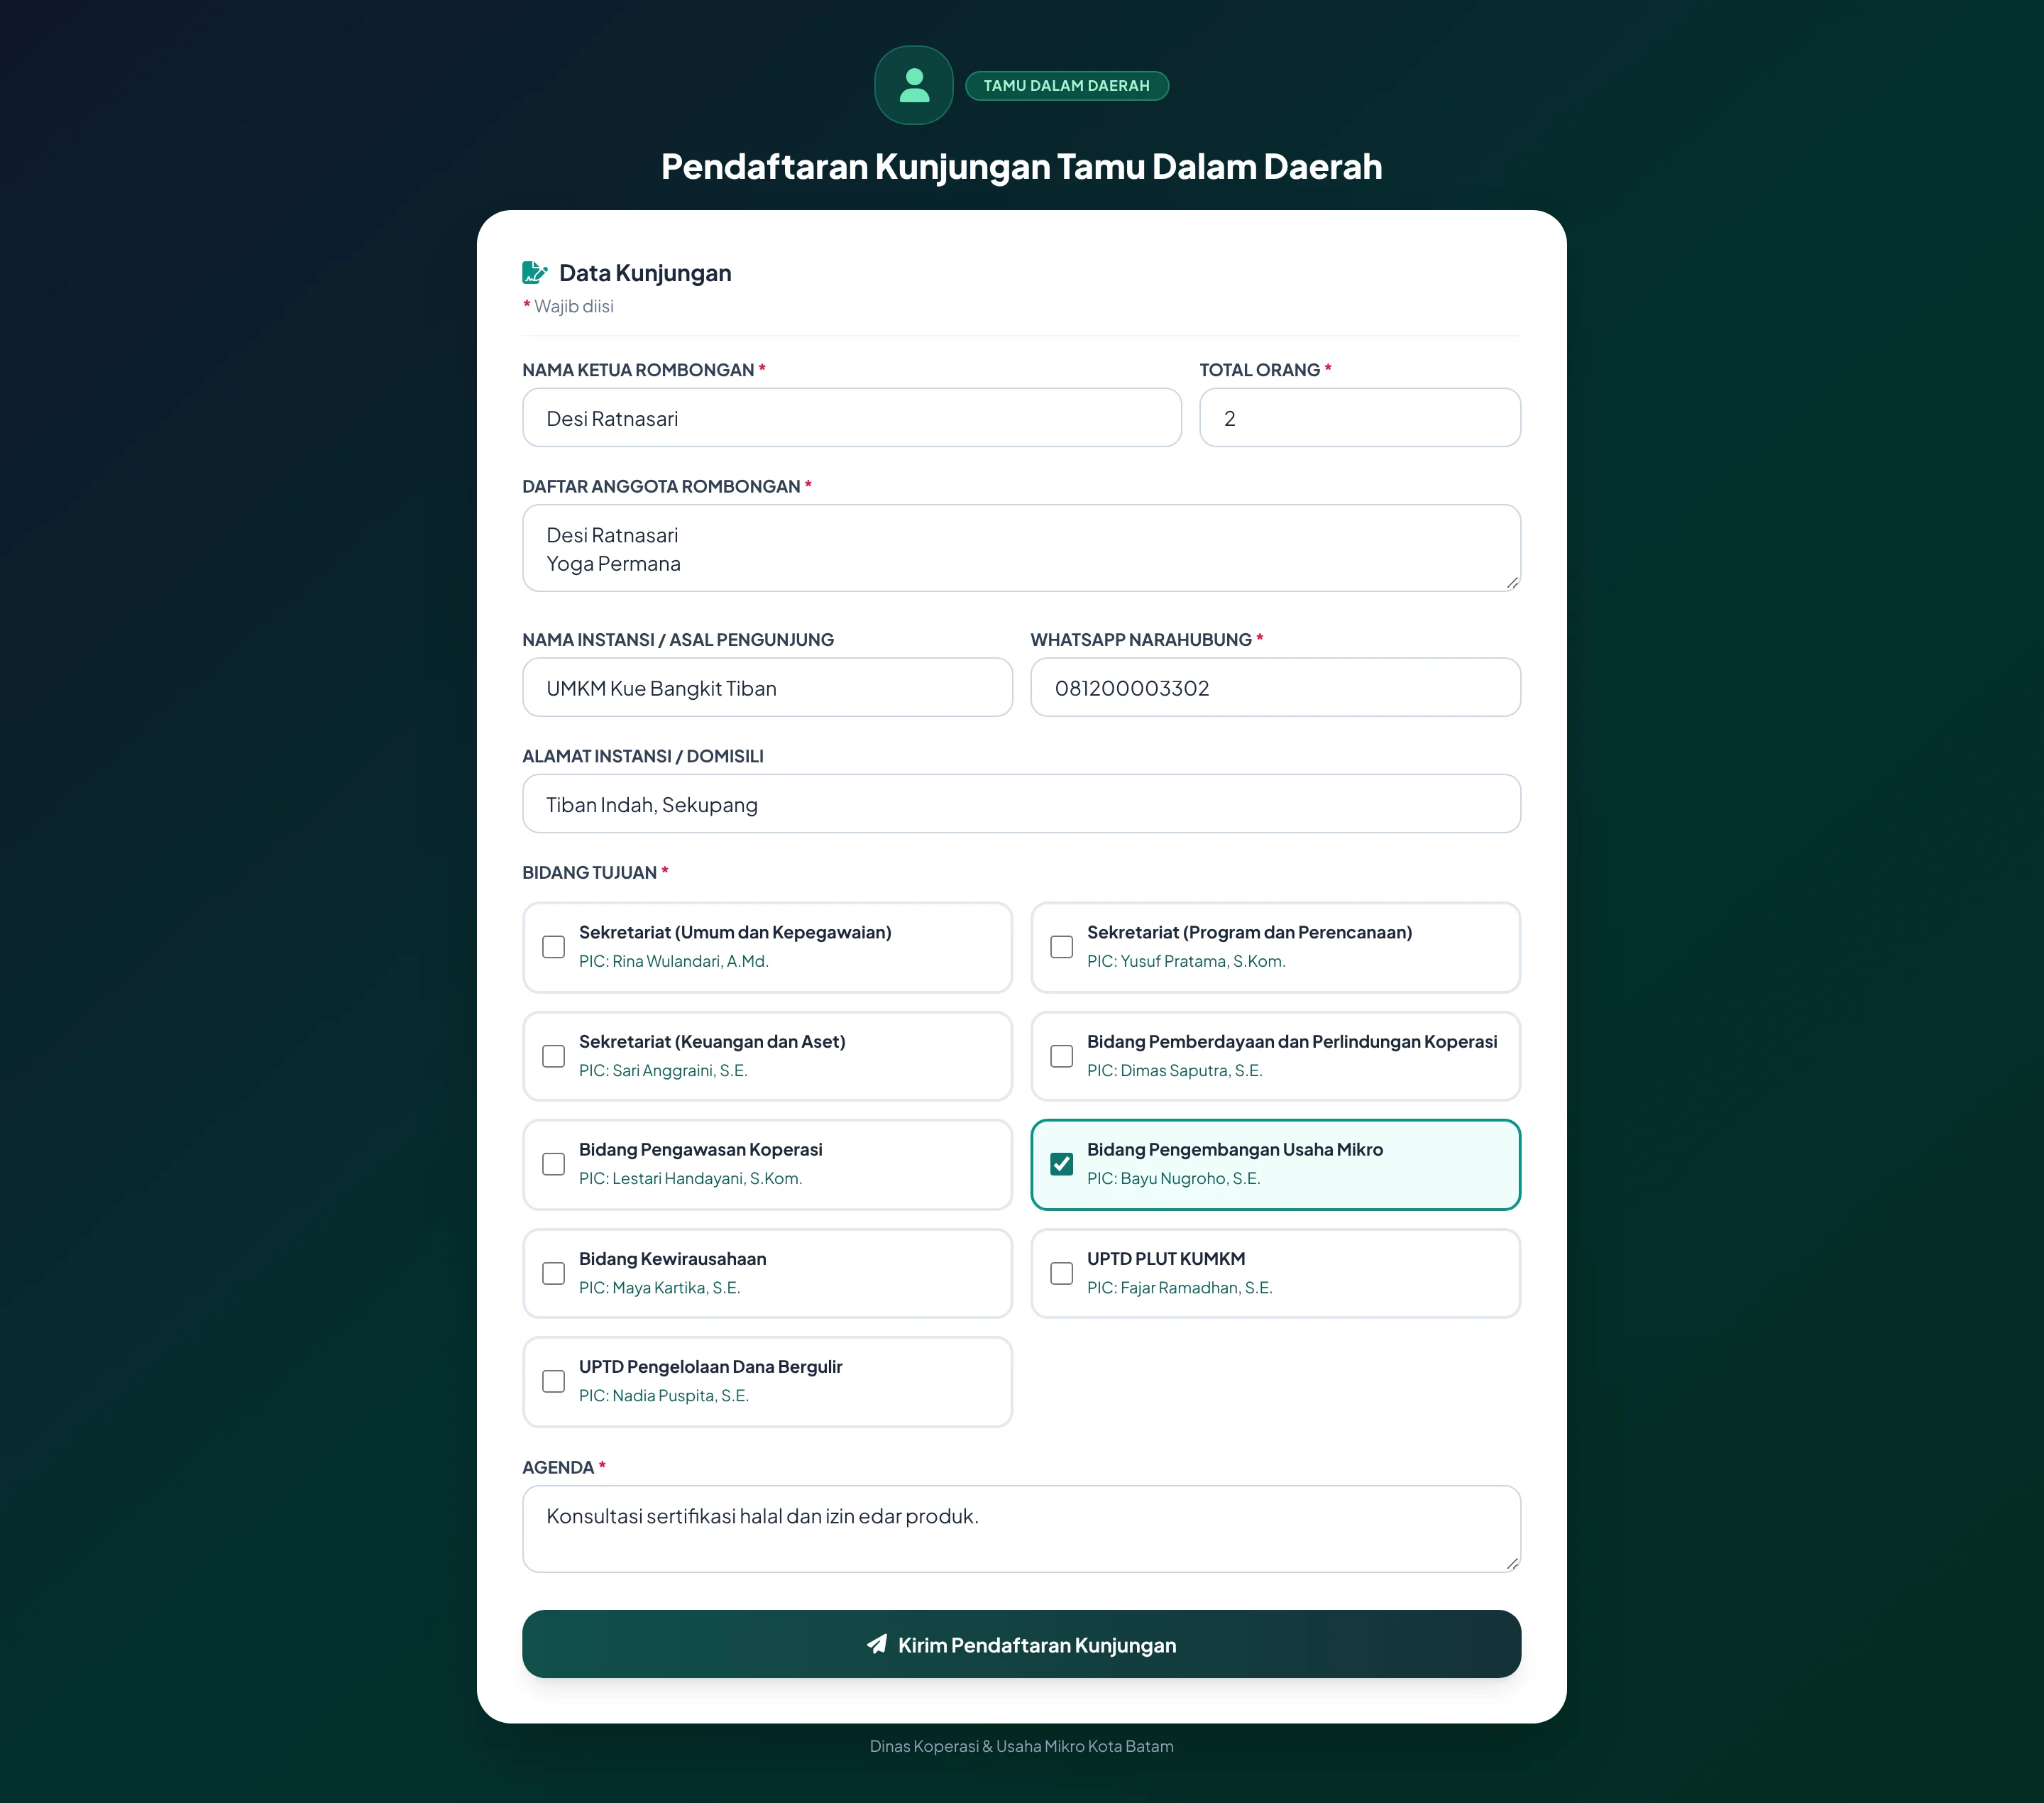 TAMU DALAM DAERAH
Pendaftaran Kunjungan Tamu Dalam Daerah
Data Kunjungan
* Wajib diisi
NAMA KETUA ROMBONGAN *
Desi Ratnasari
TOTAL ORANG *
2
DAFTAR ANGGOTA ROMBONGAN *
Desi Ratnasari
Yoga Permana
NAMA INSTANSI / ASAL PENGUNJUNG
UMKM Kue Bangkit Tiban
WHATSAPP NARAHUBUNG *
081200003302
ALAMAT INSTANSI / DOMISILI
Tiban Indah, Sekupang
BIDANG TUJUAN *
Sekretariat (Umum dan Kepegawaian)
PIC: Rina Wulandari, A.Md.
Sekretariat (Program dan Perencanaan)
PIC: Yusuf Pratama, S.Kom.
Sekretariat (Keuangan dan Aset)
PIC: Sari Anggraini, S.E.
Bidang Pemberdayaan dan Perlindungan Koperasi
PIC: Dimas Saputra, S.E.
Bidang Pengawasan Koperasi
PIC: Lestari Handayani, S.Kom.
Bidang Pengembangan Usaha Mikro
PIC: Bayu Nugroho, S.E.
Bidang Kewirausahaan
PIC: Maya Kartika, S.E.
UPTD PLUT KUMKM
PIC: Fajar Ramadhan, S.E.
UPTD Pengelolaan Dana Bergulir
PIC: Nadia Puspita, S.E.
AGENDA *
Konsultasi sertifikasi halal dan izin edar produk.
Kirim Pendaftaran Kunjungan
Dinas Koperasi & Usaha Mikro Kota Batam